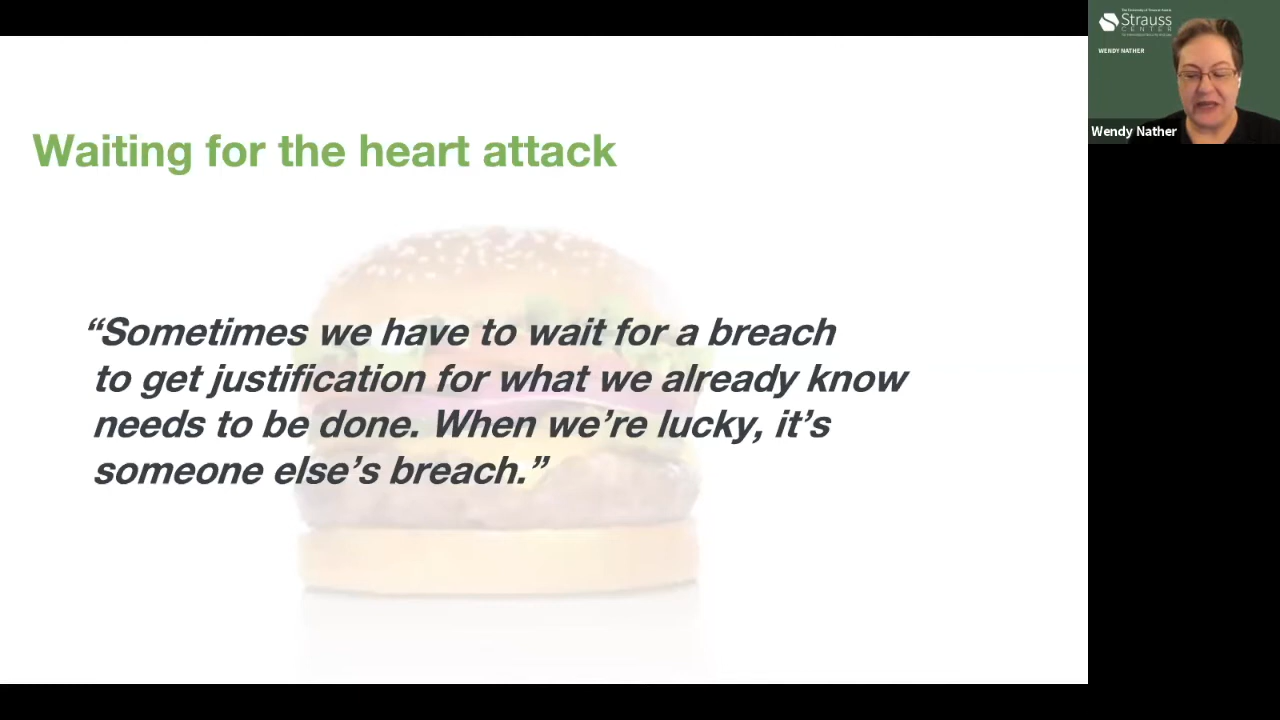 Waiting for the heart attack
“Sometimes we have to wait for a breach
to get justification for what we already know
needs to be done. When we’re lucky, it’s
someone else’s breach.”
Strauss
CENTER
WENDY NATHER
Wendy Nather